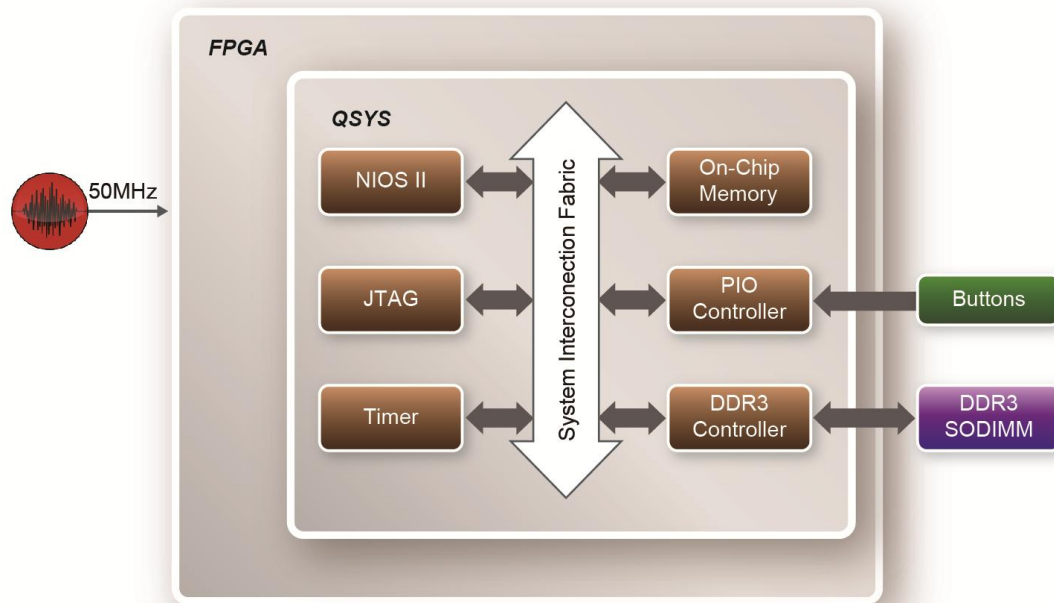 FPGA
QSYS
50MHz
NIOS II
On-Chip
Memory
System Interconection Fabric
JTAG
PIO
Controller
Buttons
Timer
DDR3
Controller
DDR3
SODIMM